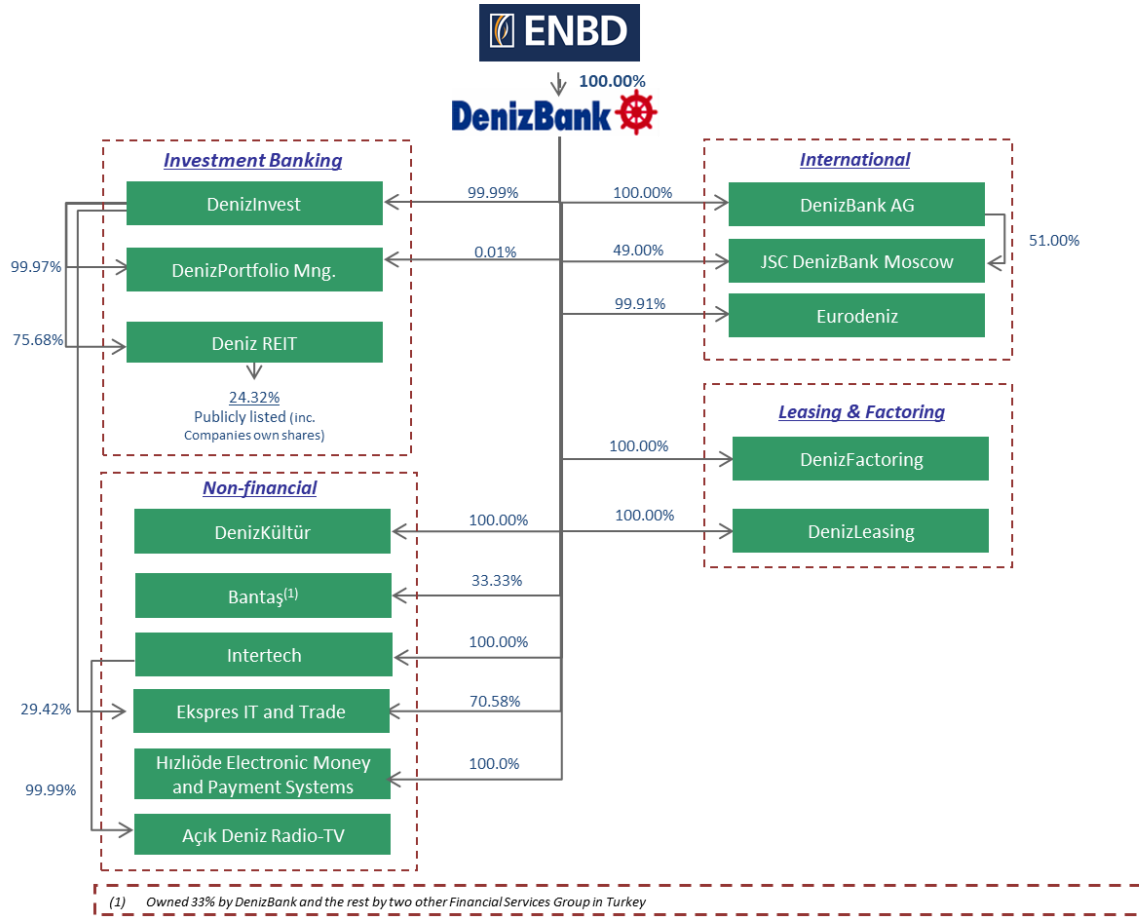 ENBD
100.00%
DenizBank
Investment Banking
DenizInvest
99.99%
DenizPortfolio Mng.
0.01%
99.97%
Deniz REIT
75.68%
24.32%
Publicly listed (inc.
Companies own shares)
International
100.00%
DenizBank AG
51.00%
49.00%
JSC DenizBank Moscow
99.91%
Eurodeniz
Leasing & Factoring
100.00%
DenizFactoring
100.00%
DenizLeasing
Non-financial
DenizKültür
100.00%
Bantaş(1)
33.33%
Intertech
100.00%
29.42%
Ekspres IT and Trade
70.58%
Hızlıöde Electronic Money
and Payment Systems
100.0%
99.99%
Açık Deniz Radio-TV
(1) Owned 33% by DenizBank and the rest by two other Financial Services Group in Turkey